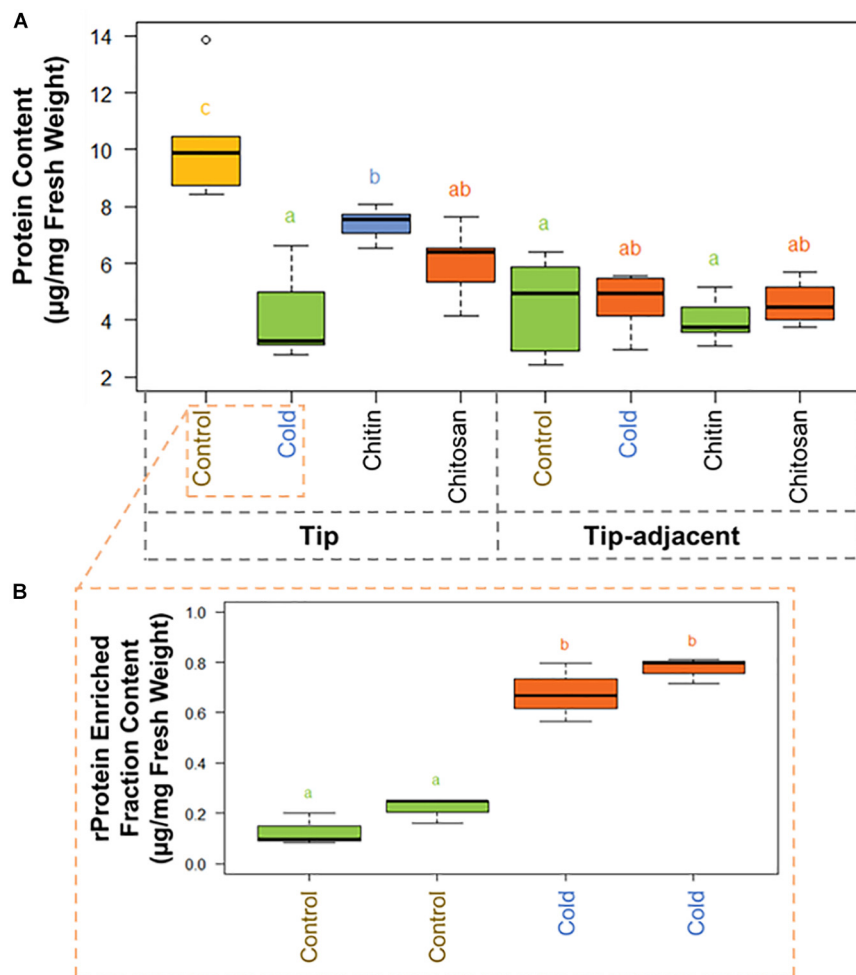 A
Protein Content
(µg/mg Fresh Weight)
14
12
10
8
6
4
2
c
a
b
ab
a
ab
a
ab
Control
Cold
Chitin
Chitosan
Control
Cold
Chitin
Chitosan
Tip
Tip-adjacent
B
rProtein Enriched
Fraction Content
(µg/mg Fresh Weight)
1.0
0.8
0.6
0.4
0.2
0.0
a
a
b
b
Control
Control
Cold
Cold